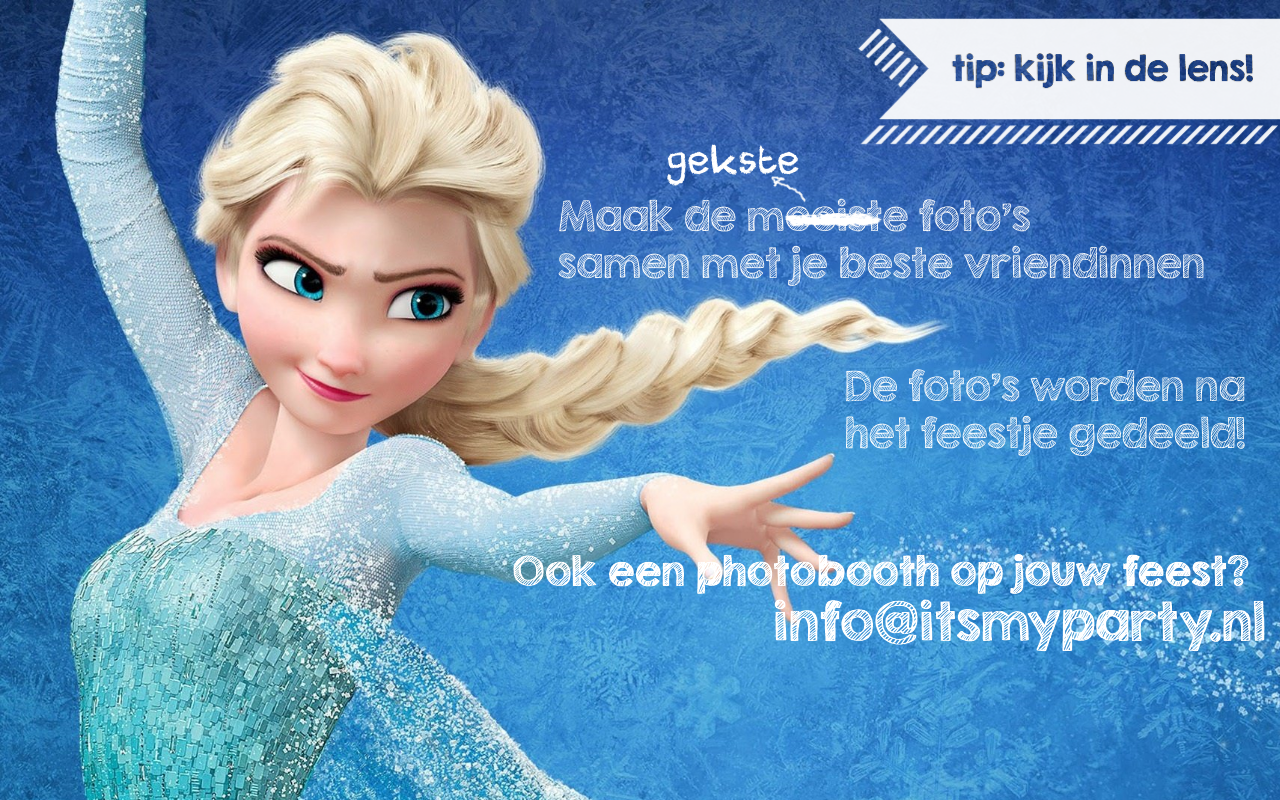 tip: kijk in de lens!
gekste
Maak de mooiste foto's
samen met je beste vriendinnen
De foto's worden na
het feestje gedeeld!
Ook een photobooth op jouw feest?
info@itsmyparty.nl